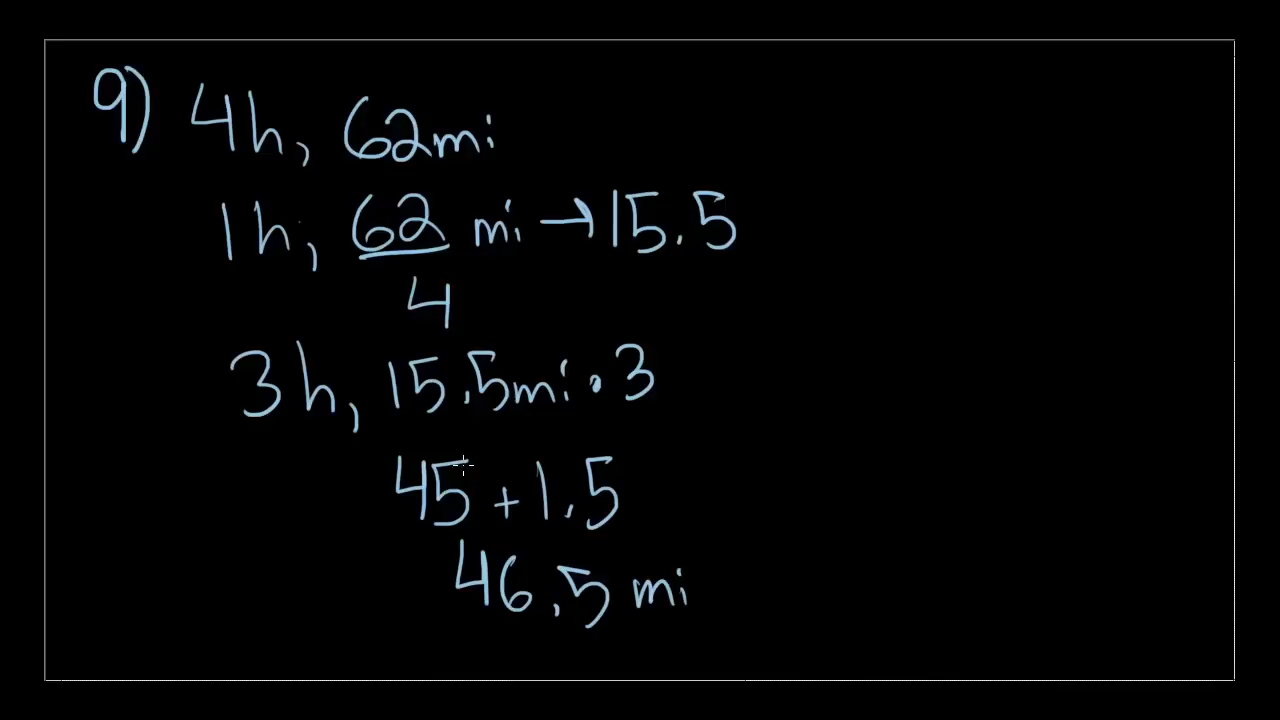 9) 4h, 62mi
1h, 62/4 mi → 15.5
3h, 15.5mi · 3
45 + 1.5
46.5 mi